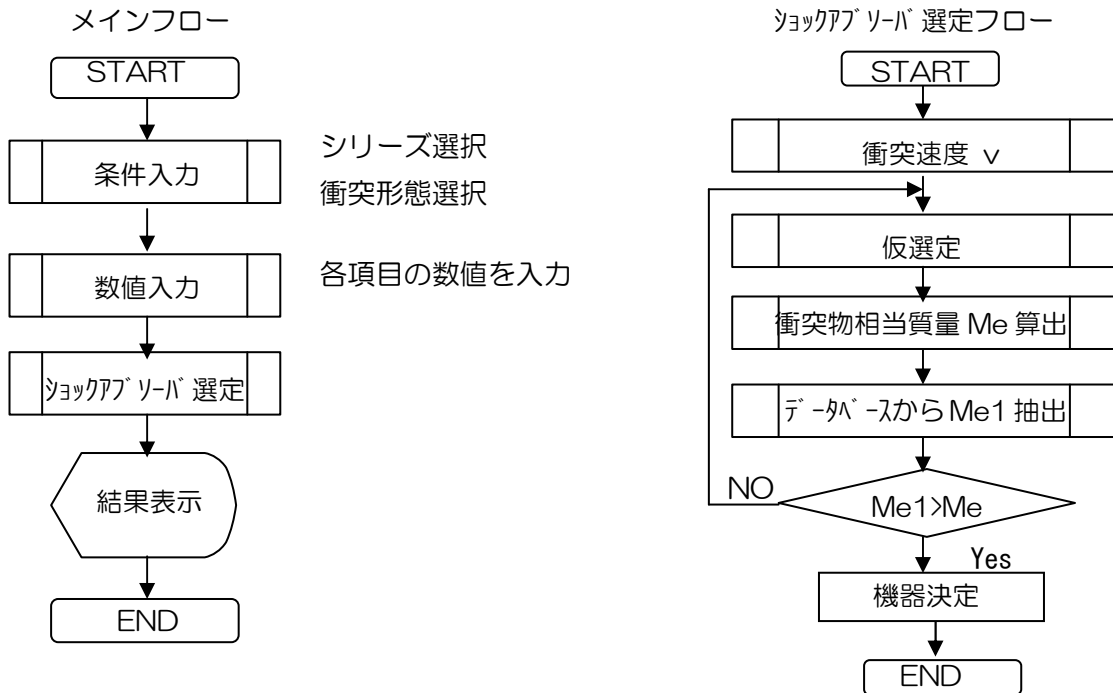 メインフロー
START
条件入力
シリーズ選択
衝突形態選択
数値入力
各項目の数値を入力
ｼｮｯｸｱﾌﾞｿｰﾊﾞ選定
結果表示
END
ｼｮｯｸｱﾌﾞｿｰﾊﾞ選定フロー
START
衝突速度 v
仮選定
衝突物相当質量 Me 算出
ﾃﾞｰﾀﾍﾞｰｽから Me1 抽出
NO
Me1>Me
Yes
機器決定
END